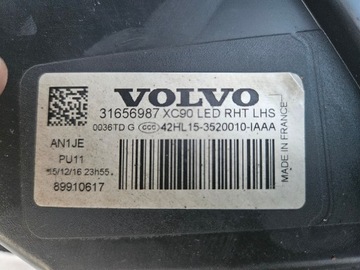 VOLVO
31656987 XC90 LED RHT LHS
0036TD G CCC 42HL15-3520010-IAAA
AN1JE
PU11
15/12/16 23h55
89910617
MADE IN FRANCE